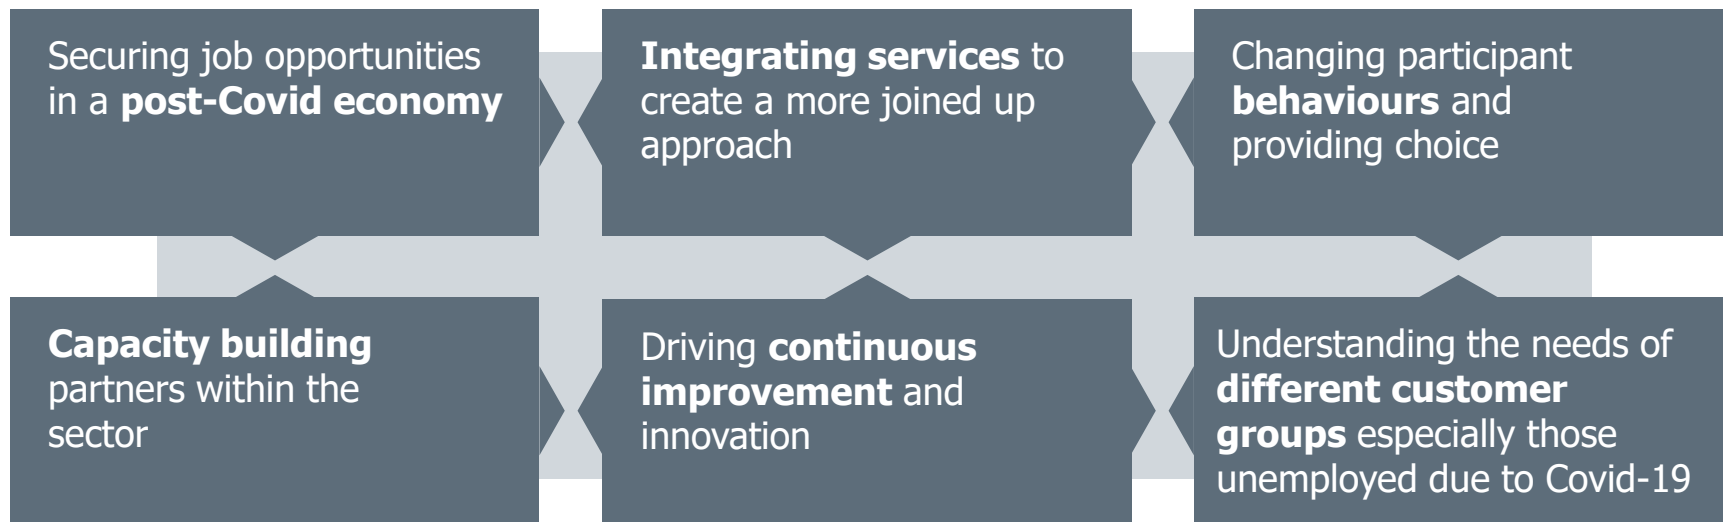 Securing job opportunities
in a post-Covid economy
Integrating services to
create a more joined up
approach
Changing participant
behaviours and
providing choice
Capacity building
partners within the
sector
Driving continuous
improvement and
innovation
Understanding the needs of
different customer
groups especially those
unemployed due to Covid-19